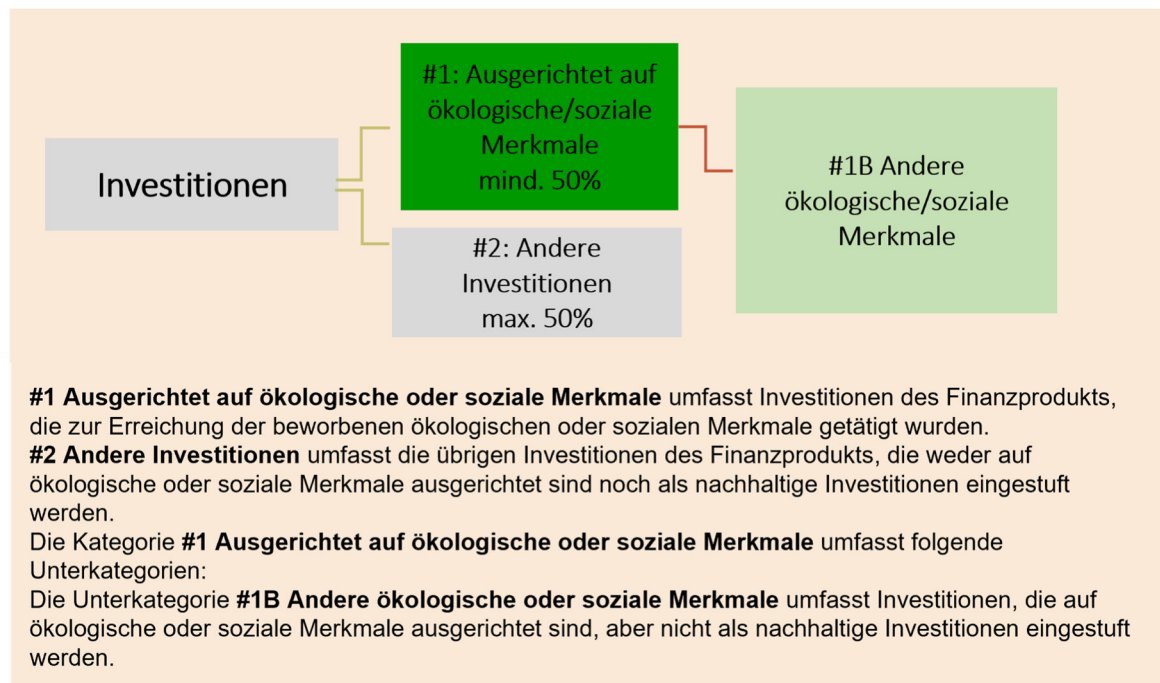 Investitionen
#1: Ausgerichtet auf
ökologische/soziale
Merkmale
mind. 50%
#2: Andere
Investitionen
max. 50%
#1B Andere
ökologische/soziale
Merkmale
#1 Ausgerichtet auf ökologische oder soziale Merkmale umfasst Investitionen des Finanzprodukts,
die zur Erreichung der beworbenen ökologischen oder sozialen Merkmale getätigt wurden.
#2 Andere Investitionen umfasst die übrigen Investitionen des Finanzprodukts, die weder auf
ökologische oder soziale Merkmale ausgerichtet sind noch als nachhaltige Investitionen eingestuft
werden.
Die Kategorie #1 Ausgerichtet auf ökologische oder soziale Merkmale umfasst folgende
Unterkategorien:
Die Unterkategorie #1B Andere ökologische oder soziale Merkmale umfasst Investitionen, die auf
ökologische oder soziale Merkmale ausgerichtet sind, aber nicht als nachhaltige Investitionen eingestuft
werden.